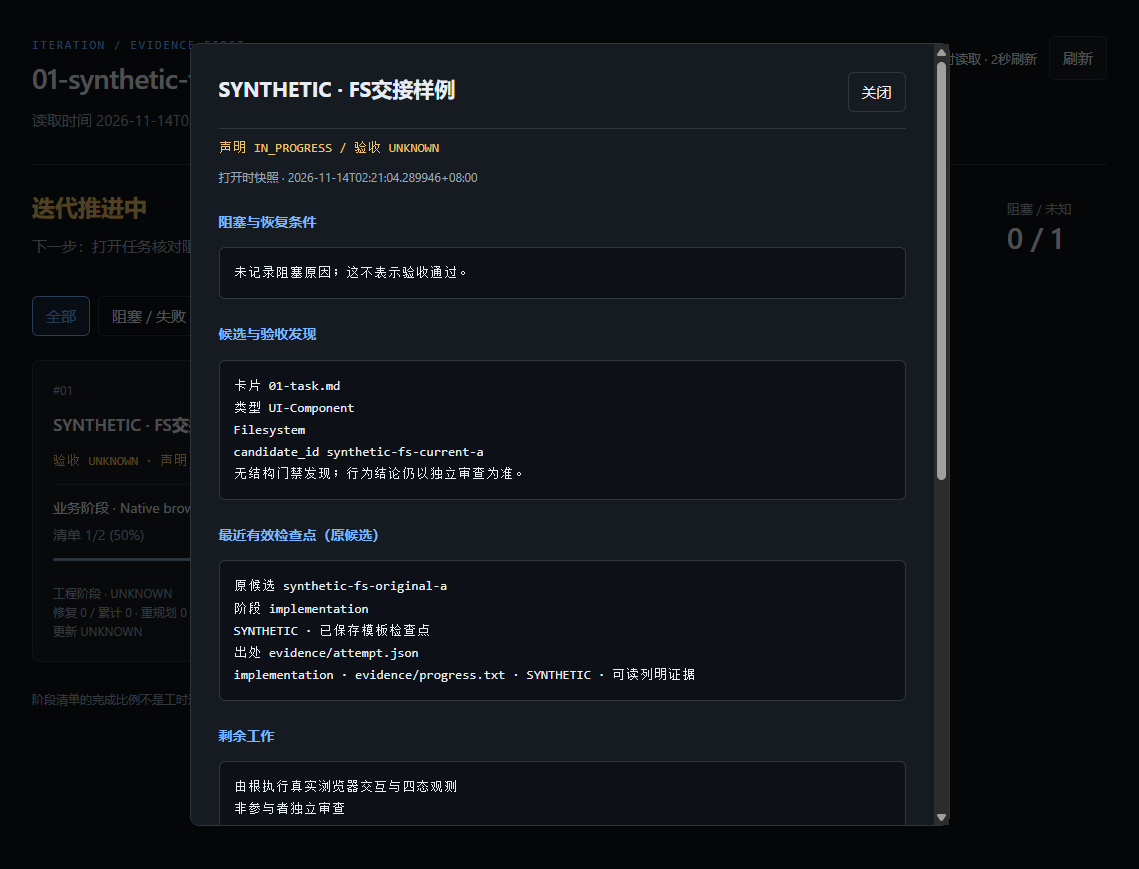 ITERATION / EVIDENCE-FIRST
01-synthetic-
时读取 · 2秒刷新
刷新
读取时间 2026-11-14T0
迭代推进中
下一步：打开任务核对阻
阻塞 / 未知
0 / 1
全部
阻塞 / 失败
#01
SYNTHETIC · FS交接
验收 UNKNOWN · 声明
业务阶段 · Native brow
清单 1/2 (50%)
工程阶段 · UNKNOWN
修复 0 / 累计 0 · 重规划 0
更新 UNKNOWN
阶段清单的完成比例不是工时
SYNTHETIC · FS交接样例
关闭
声明 IN_PROGRESS / 验收 UNKNOWN
打开时快照 · 2026-11-14T02:21:04.289946+08:00
阻塞与恢复条件
未记录阻塞原因；这不表示验收通过。
候选与验收发现
卡片 01-task.md
类型 UI-Component
Filesystem
candidate_id synthetic-fs-current-a
无结构门禁发现；行为结论仍以独立审查为准。
最近有效检查点（原候选）
原候选 synthetic-fs-original-a
阶段 implementation
SYNTHETIC · 已保存模板检查点
出处 evidence/attempt.json
implementation · evidence/progress.txt · SYNTHETIC · 可读列明证据
剩余工作
由根执行真实浏览器交互与四态观测
非参与者独立审查